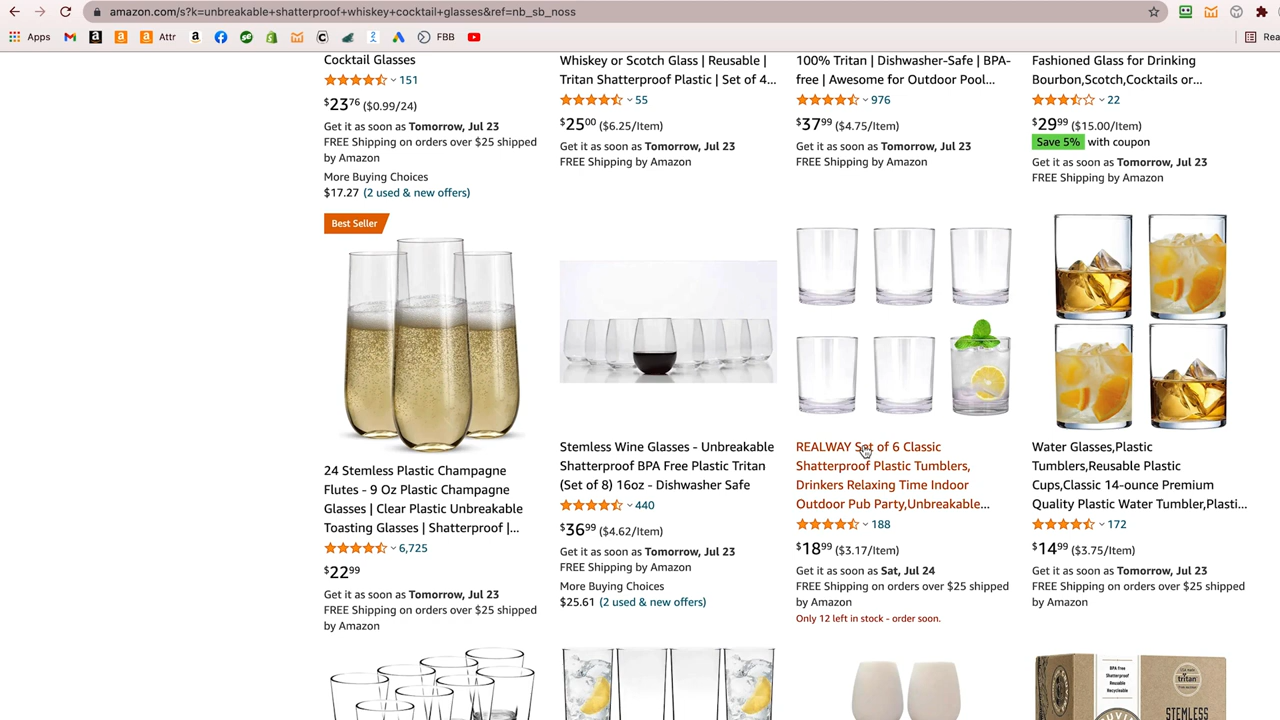 amazon.com/s?k=unbreakable+shatterproof+whiskey+cocktail+glasses&ref=nb_sb_noss
Apps
Attr
FBB
Rea
Cocktail Glasses
151
$23.76 ($0.99/24)
Get it as soon as Tomorrow, Jul 23
FREE Shipping on orders over $25 shipped
by Amazon
More Buying Choices
$17.27 (2 used & new offers)
Whiskey or Scotch Glass | Reusable |
Tritan Shatterproof Plastic | Set of 4...
55
$25.00 ($6.25/Item)
Get it as soon as Tomorrow, Jul 23
FREE Shipping by Amazon
100% Tritan | Dishwasher-Safe | BPA-
free | Awesome for Outdoor Pool...
976
$37.99 ($4.75/Item)
Get it as soon as Tomorrow, Jul 23
FREE Shipping by Amazon
Fashioned Glass for Drinking
Bourbon,Scotch,Cocktails or...
22
$29.99 ($15.00/Item)
Save 5% with coupon
Get it as soon as Tomorrow, Jul 23
FREE Shipping by Amazon
Best Seller
24 Stemless Plastic Champagne
Flutes - 9 Oz Plastic Champagne
Glasses | Clear Plastic Unbreakable
Toasting Glasses | Shatterproof |...
6,725
$22.99
Get it as soon as Tomorrow, Jul 23
FREE Shipping on orders over $25 shipped
by Amazon
Stemless Wine Glasses - Unbreakable
Shatterproof BPA Free Plastic Tritan
(Set of 8) 16oz - Dishwasher Safe
440
$36.99 ($4.62/Item)
Get it as soon as Tomorrow, Jul 23
FREE Shipping by Amazon
More Buying Choices
$25.61 (2 used & new offers)
REALWAY Set of 6 Classic
Shatterproof Plastic Tumblers,
Drinkers Relaxing Time Indoor
Outdoor Pub Party,Unbreakable...
188
$18.99 ($3.17/Item)
Get it as soon as Sat, Jul 24
FREE Shipping on orders over $25 shipped
by Amazon
Only 12 left in stock - order soon.
Water Glasses,Plastic
Tumblers,Reusable Plastic
Cups,Classic 14-ounce Premium
Quality Plastic Water Tumbler,Plasti...
172
$14.99 ($3.75/Item)
Get it as soon as Tomorrow, Jul 23
FREE Shipping on orders over $25 shipped
by Amazon
BPA Free
Shatterproof
Reusable
Recycleable
tritan
STEMLESS